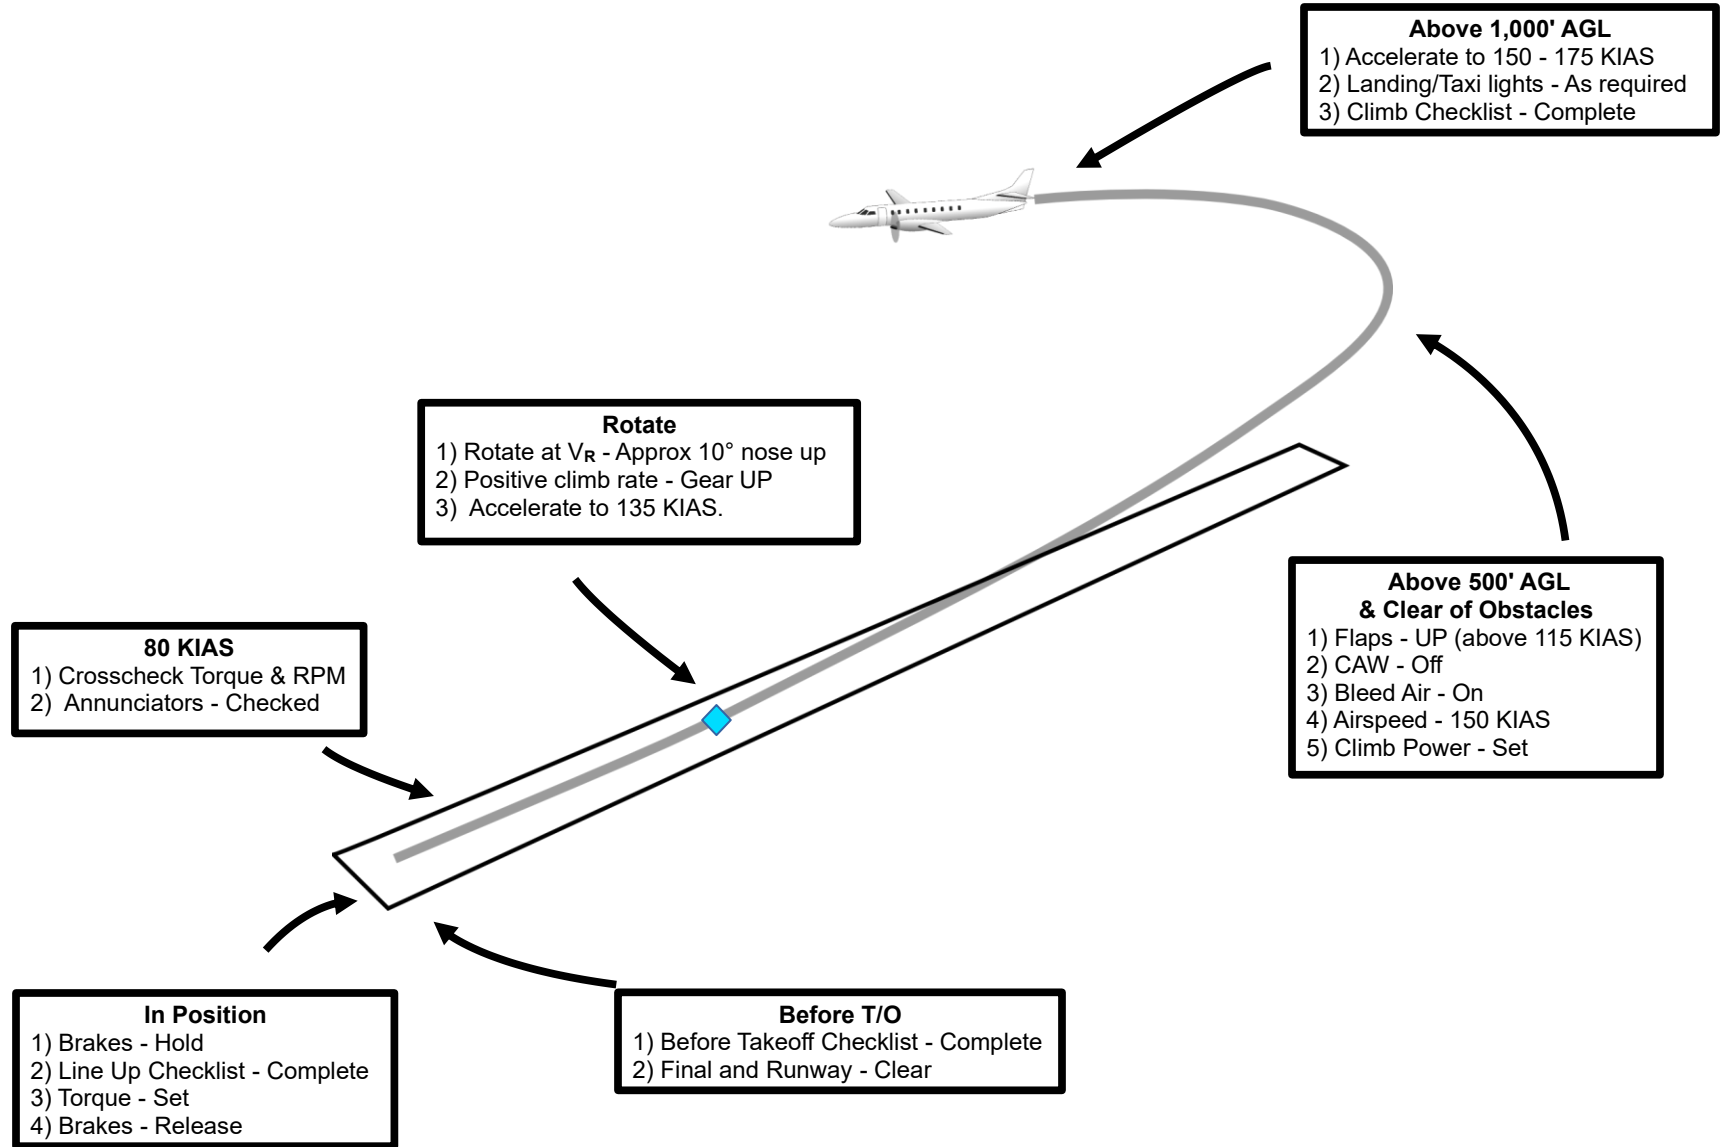 Above 1,000' AGL
1) Accelerate to 150 - 175 KIAS
2) Landing/Taxi lights - As required
3) Climb Checklist - Complete
Rotate
1) Rotate at VR - Approx 10° nose up
2) Positive climb rate - Gear UP
3) Accelerate to 135 KIAS.
Above 500' AGL
& Clear of Obstacles
1) Flaps - UP (above 115 KIAS)
2) CAW - Off
3) Bleed Air - On
4) Airspeed - 150 KIAS
5) Climb Power - Set
80 KIAS
1) Crosscheck Torque & RPM
2) Annunciators - Checked
In Position
1) Brakes - Hold
2) Line Up Checklist - Complete
3) Torque - Set
4) Brakes - Release
Before T/O
1) Before Takeoff Checklist - Complete
2) Final and Runway - Clear